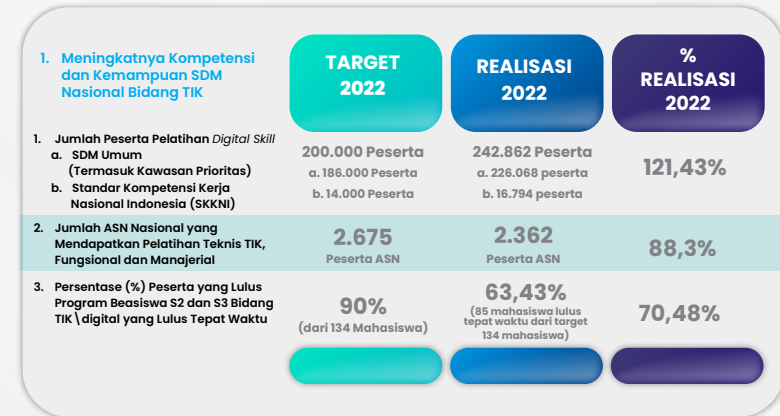 1. Meningkatnya Kompetensi
dan Kemampuan SDM
Nasional Bidang TIK
TARGET
2022
REALISASI
2022
%
REALISASI
2022
1. Jumlah Peserta Pelatihan Digital Skill
a. SDM Umum
(Termasuk Kawasan Prioritas)
b. Standar Kompetensi Kerja
Nasional Indonesia (SKKNI)
200.000 Peserta
a. 186.000 Peserta
b. 14.000 Peserta
242.862 Peserta
a. 226.068 peserta
b. 16.794 peserta
121,43%
2. Jumlah ASN Nasional yang
Mendapatkan Pelatihan Teknis TIK,
Fungsional dan Manajerial
2.675
Peserta ASN
2.362
Peserta ASN
88,3%
3. Persentase (%) Peserta yang Lulus
Program Beasiswa S2 dan S3 Bidang
TIK\digital yang Lulus Tepat Waktu
90%
(dari 134 Mahasiswa)
63,43%
(85 mahasiswa lulus
tepat waktu dari target
134 mahasiswa)
70,48%